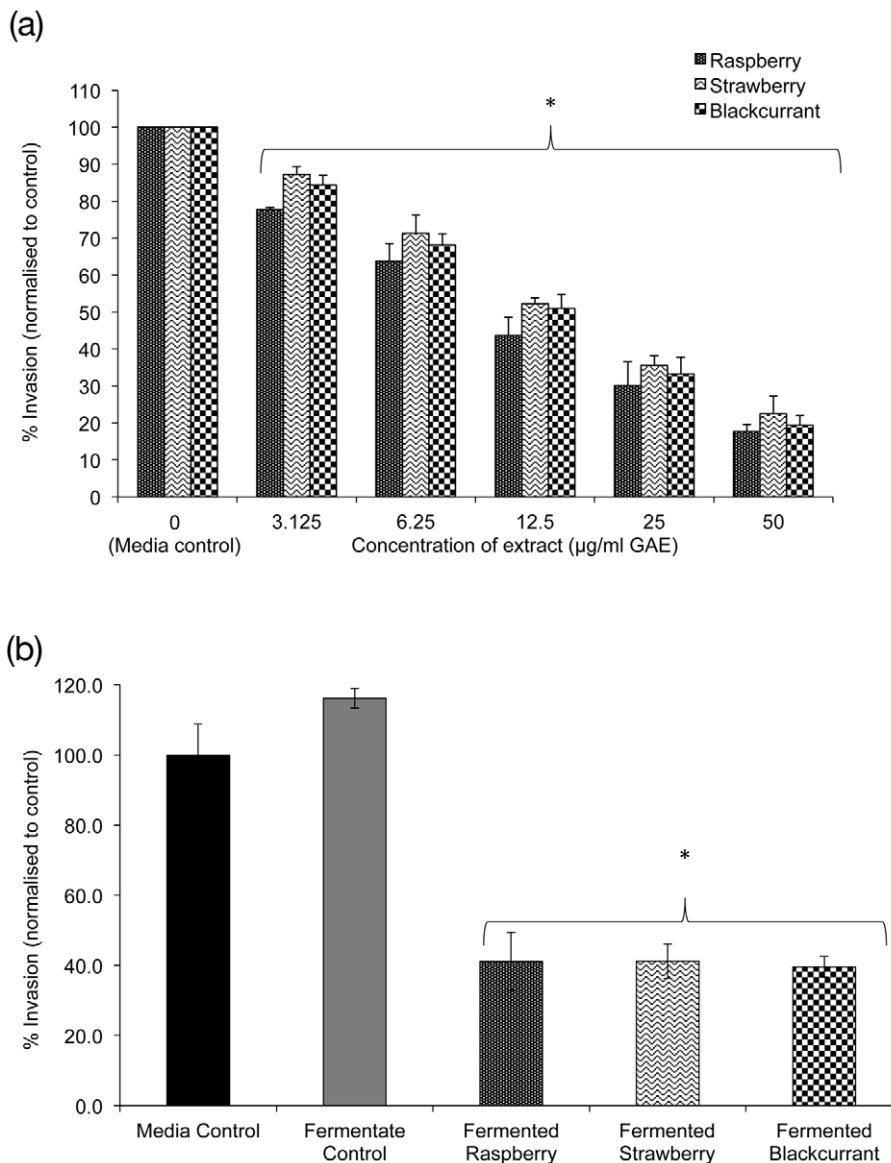 (a)
Raspberry
Strawberry
Blackcurrant
*
% Invasion (normalised to control)
110
100
90
80
70
60
50
40
30
20
10
0
0 3.125 6.25 12.5 25 50
(Media control) Concentration of extract (µg/ml GAE)
(b)
% Invasion (normalised to control)
120.0
100.0
80.0
60.0
40.0
20.0
0.0
*
Media Control Fermentate Fermented Fermented Fermented
Control Raspberry Strawberry Blackcurrant